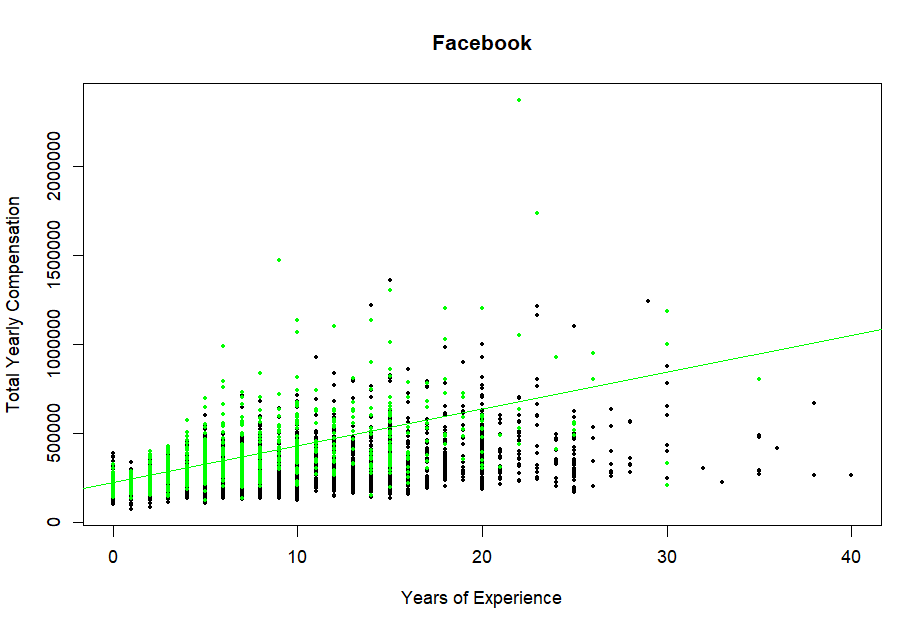 Facebook
Total Yearly Compensation
2000000
1500000
1000000
500000
0
0 10 20 30 40
Years of Experience